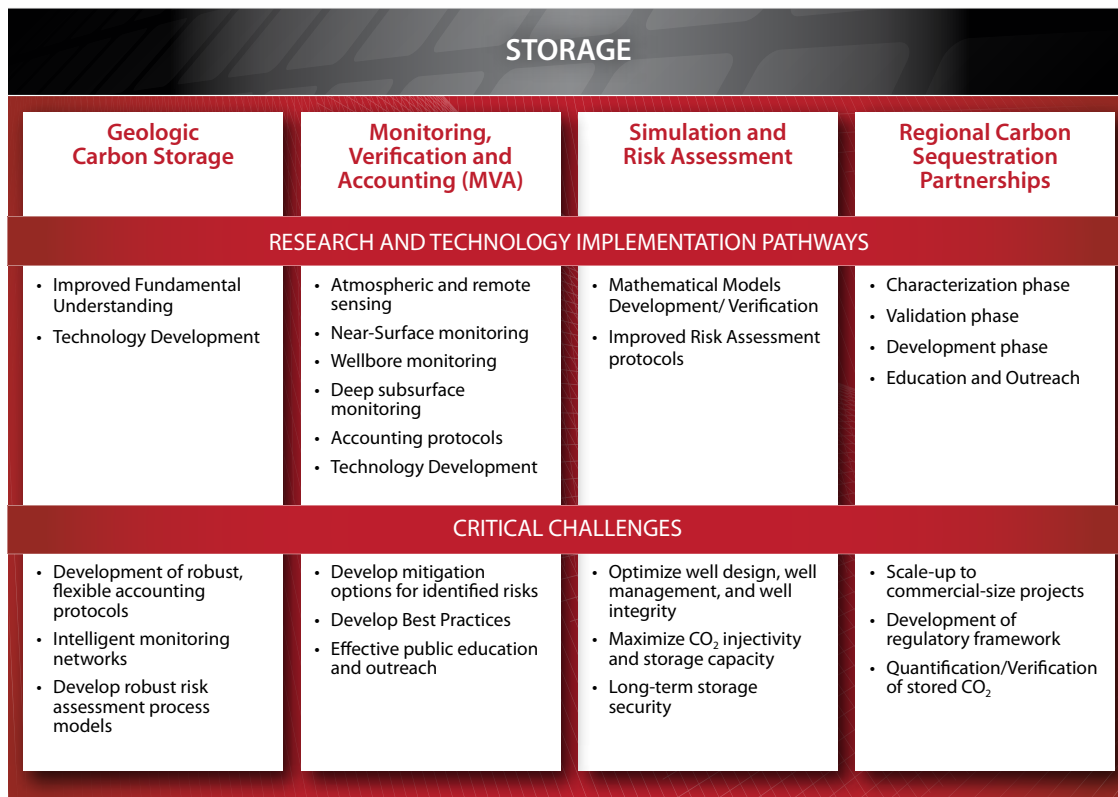 STORAGE
Geologic
Carbon Storage
Monitoring,
Verification and
Accounting (MVA)
Simulation and
Risk Assessment
Regional Carbon
Sequestration
Partnerships
RESEARCH AND TECHNOLOGY IMPLEMENTATION PATHWAYS
• Improved Fundamental
Understanding
• Technology Development
• Atmospheric and remote
sensing
• Near-Surface monitoring
• Wellbore monitoring
• Deep subsurface
monitoring
• Accounting protocols
• Technology Development
• Mathematical Models
Development/ Verification
• Improved Risk Assessment
protocols
• Characterization phase
• Validation phase
• Development phase
• Education and Outreach
CRITICAL CHALLENGES
• Development of robust,
flexible accounting
protocols
• Intelligent monitoring
networks
• Develop robust risk
assessment process
models
• Develop mitigation
options for identified risks
• Develop Best Practices
• Effective public education
and outreach
• Optimize well design, well
management, and well
integrity
• Maximize CO₂ injectivity
and storage capacity
• Long-term storage
security
• Scale-up to
commercial-size projects
• Development of
regulatory framework
• Quantification/Verification
of stored CO₂